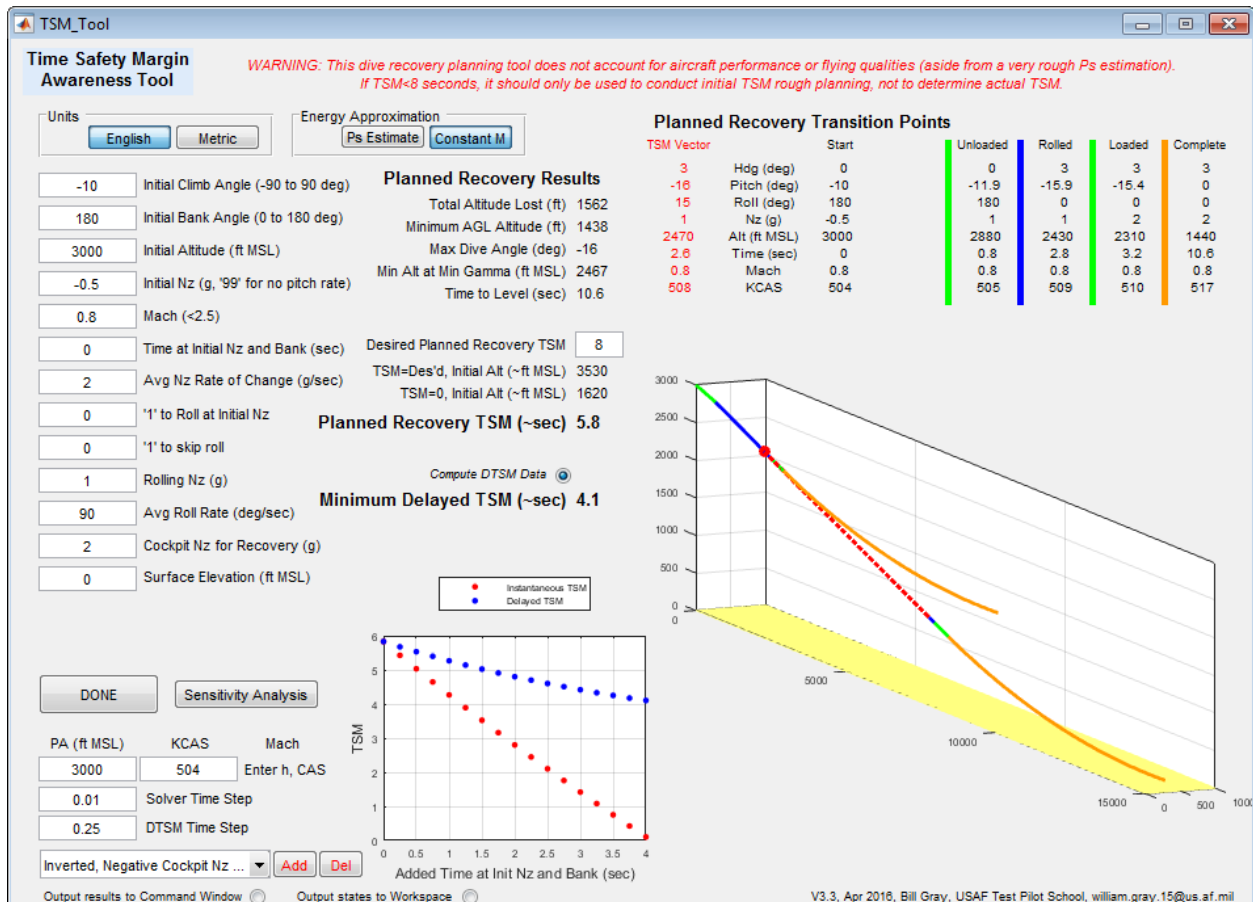 TSM_Tool
Time Safety Margin
Awareness Tool
WARNING: This dive recovery planning tool does not account for aircraft performance or flying qualities (aside from a very rough Ps estimation).
If TSM<8 seconds, it should only be used to conduct initial TSM rough planning, not to determine actual TSM.
Units
English Metric
Energy Approximation
Ps Estimate Constant M
-10 Initial Climb Angle (-90 to 90 deg)
180 Initial Bank Angle (0 to 180 deg)
3000 Initial Altitude (ft MSL)
-0.5 Initial Nz (g, '99' for no pitch rate)
0.8 Mach (<2.5)
0 Time at Initial Nz and Bank (sec)
2 Avg Nz Rate of Change (g/sec)
0 '1' to Roll at Initial Nz
0 '1' to skip roll
1 Rolling Nz (g)
90 Avg Roll Rate (deg/sec)
2 Cockpit Nz for Recovery (g)
0 Surface Elevation (ft MSL)
Planned Recovery Results
Total Altitude Lost (ft) 1562
Minimum AGL Altitude (ft) 1438
Max Dive Angle (deg) -16
Min Alt at Min Gamma (ft MSL) 2467
Time to Level (sec) 10.6
Desired Planned Recovery TSM 8
TSM=Des'd, Initial Alt (~ft MSL) 3530
TSM=0, Initial Alt (~ft MSL) 1620
Planned Recovery TSM (~sec) 5.8
Compute DTSM Data
Minimum Delayed TSM (~sec) 4.1
Planned Recovery Transition Points
TSM Vector Start Unloaded Rolled Loaded Complete
3 Hdg (deg) 0 0 3 3 3
-16 Pitch (deg) -10 -11.9 -15.9 -15.4 0
15 Roll (deg) 180 180 0 0 0
1 Nz (g) -0.5 1 1 2 2
2470 Alt (ft MSL) 3000 2880 2430 2310 1440
2.6 Time (sec) 0 0.8 2.8 3.2 10.6
0.8 Mach 0.8 0.8 0.8 0.8 0.8
508 KCAS 504 505 509 510 517
3000
2500
2000
1500
1000
500
0
0
5000
10000
15000
0
500
1000
Instantaneous TSM
Delayed TSM
6
5
4
3
2
1
0
TSM
0 0.5 1 1.5 2 2.5 3 3.5 4
Added Time at Init Nz and Bank (sec)
DONE Sensitivity Analysis
PA (ft MSL) KCAS Mach
3000 504 Enter h, CAS
0.01 Solver Time Step
0.25 DTSM Time Step
Inverted, Negative Cockpit Nz ... Add Del
Output results to Command Window Output states to Workspace
V3.3, Apr 2016, Bill Gray, USAF Test Pilot School, william.gray.15@us.af.mil